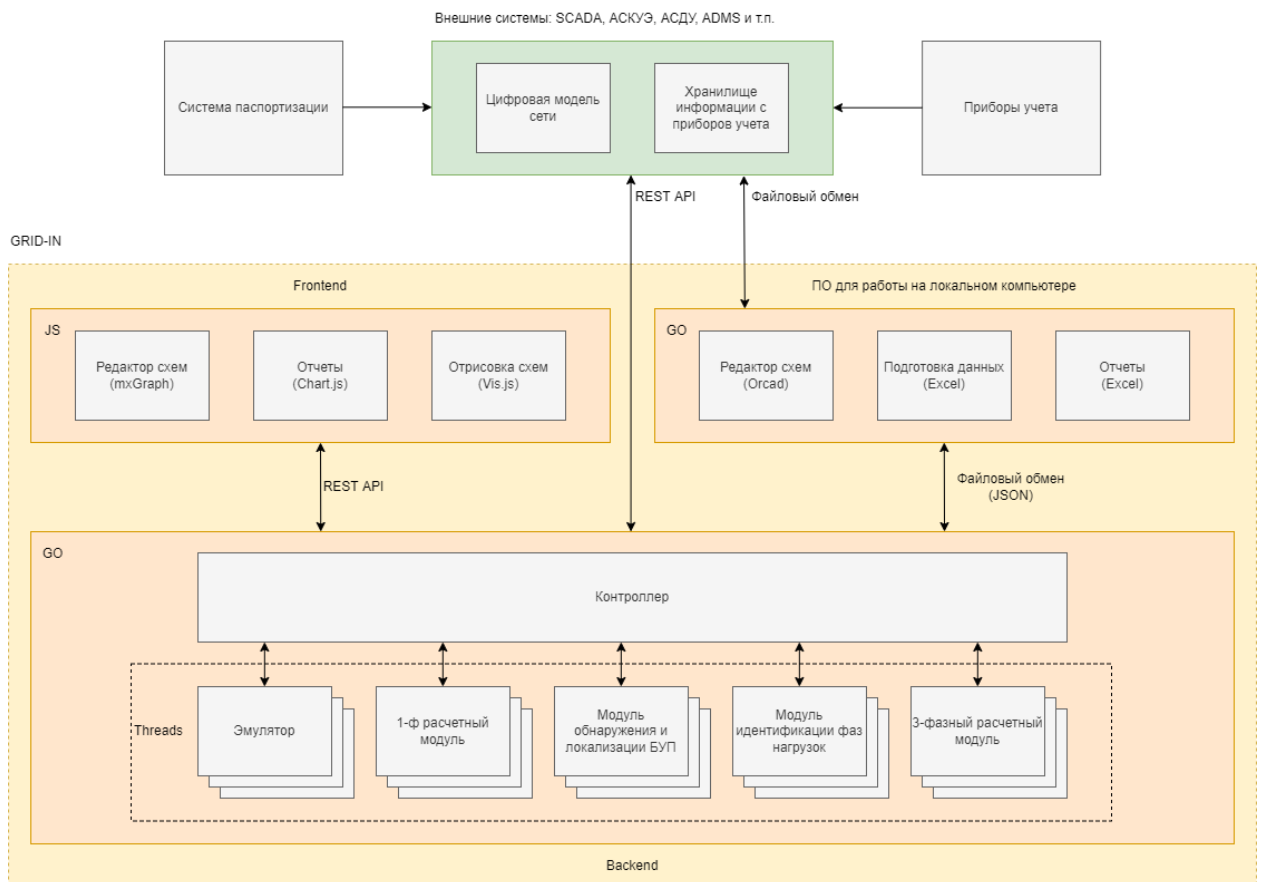 Внешние системы: SCADA, АСКУЭ, АСДУ, ADMS и т.п.
Система паспортизации
Цифровая модель
сети
Хранилище
информации с
приборов учета
Приборы учета
REST API
Файловый обмен
GRID-IN
Frontend
ПО для работы на локальном компьютере
JS
Редактор схем
(mxGraph)
Отчеты
(Chart.js)
Отрисовка схем
(Vis.js)
GO
Редактор схем
(Orcad)
Подготовка данных
(Excel)
Отчеты
(Excel)
REST API
Файловый обмен
(JSON)
GO
Контроллер
Threads
Эмулятор
1-ф расчетный
модуль
Модуль
обнаружения и
локализации БУП
Модуль
идентификации фаз
нагрузок
3-фазный расчетный
модуль
Backend